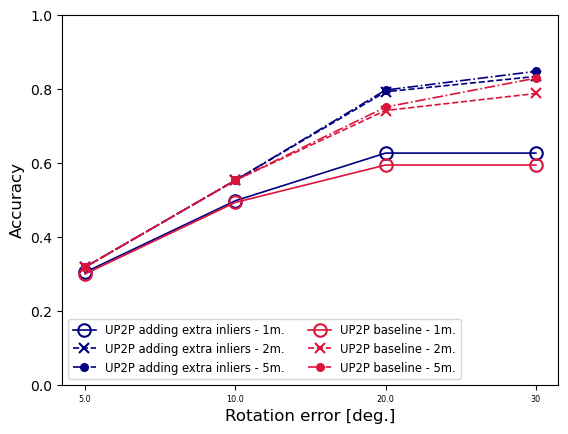 1.0
0.8
0.6
0.4
0.2
0.0
Accuracy
UP2P adding extra inliers - 1m.
UP2P adding extra inliers - 2m.
UP2P adding extra inliers - 5m.
UP2P baseline - 1m.
UP2P baseline - 2m.
UP2P baseline - 5m.
5.0 10.0 20.0 30
Rotation error [deg.]